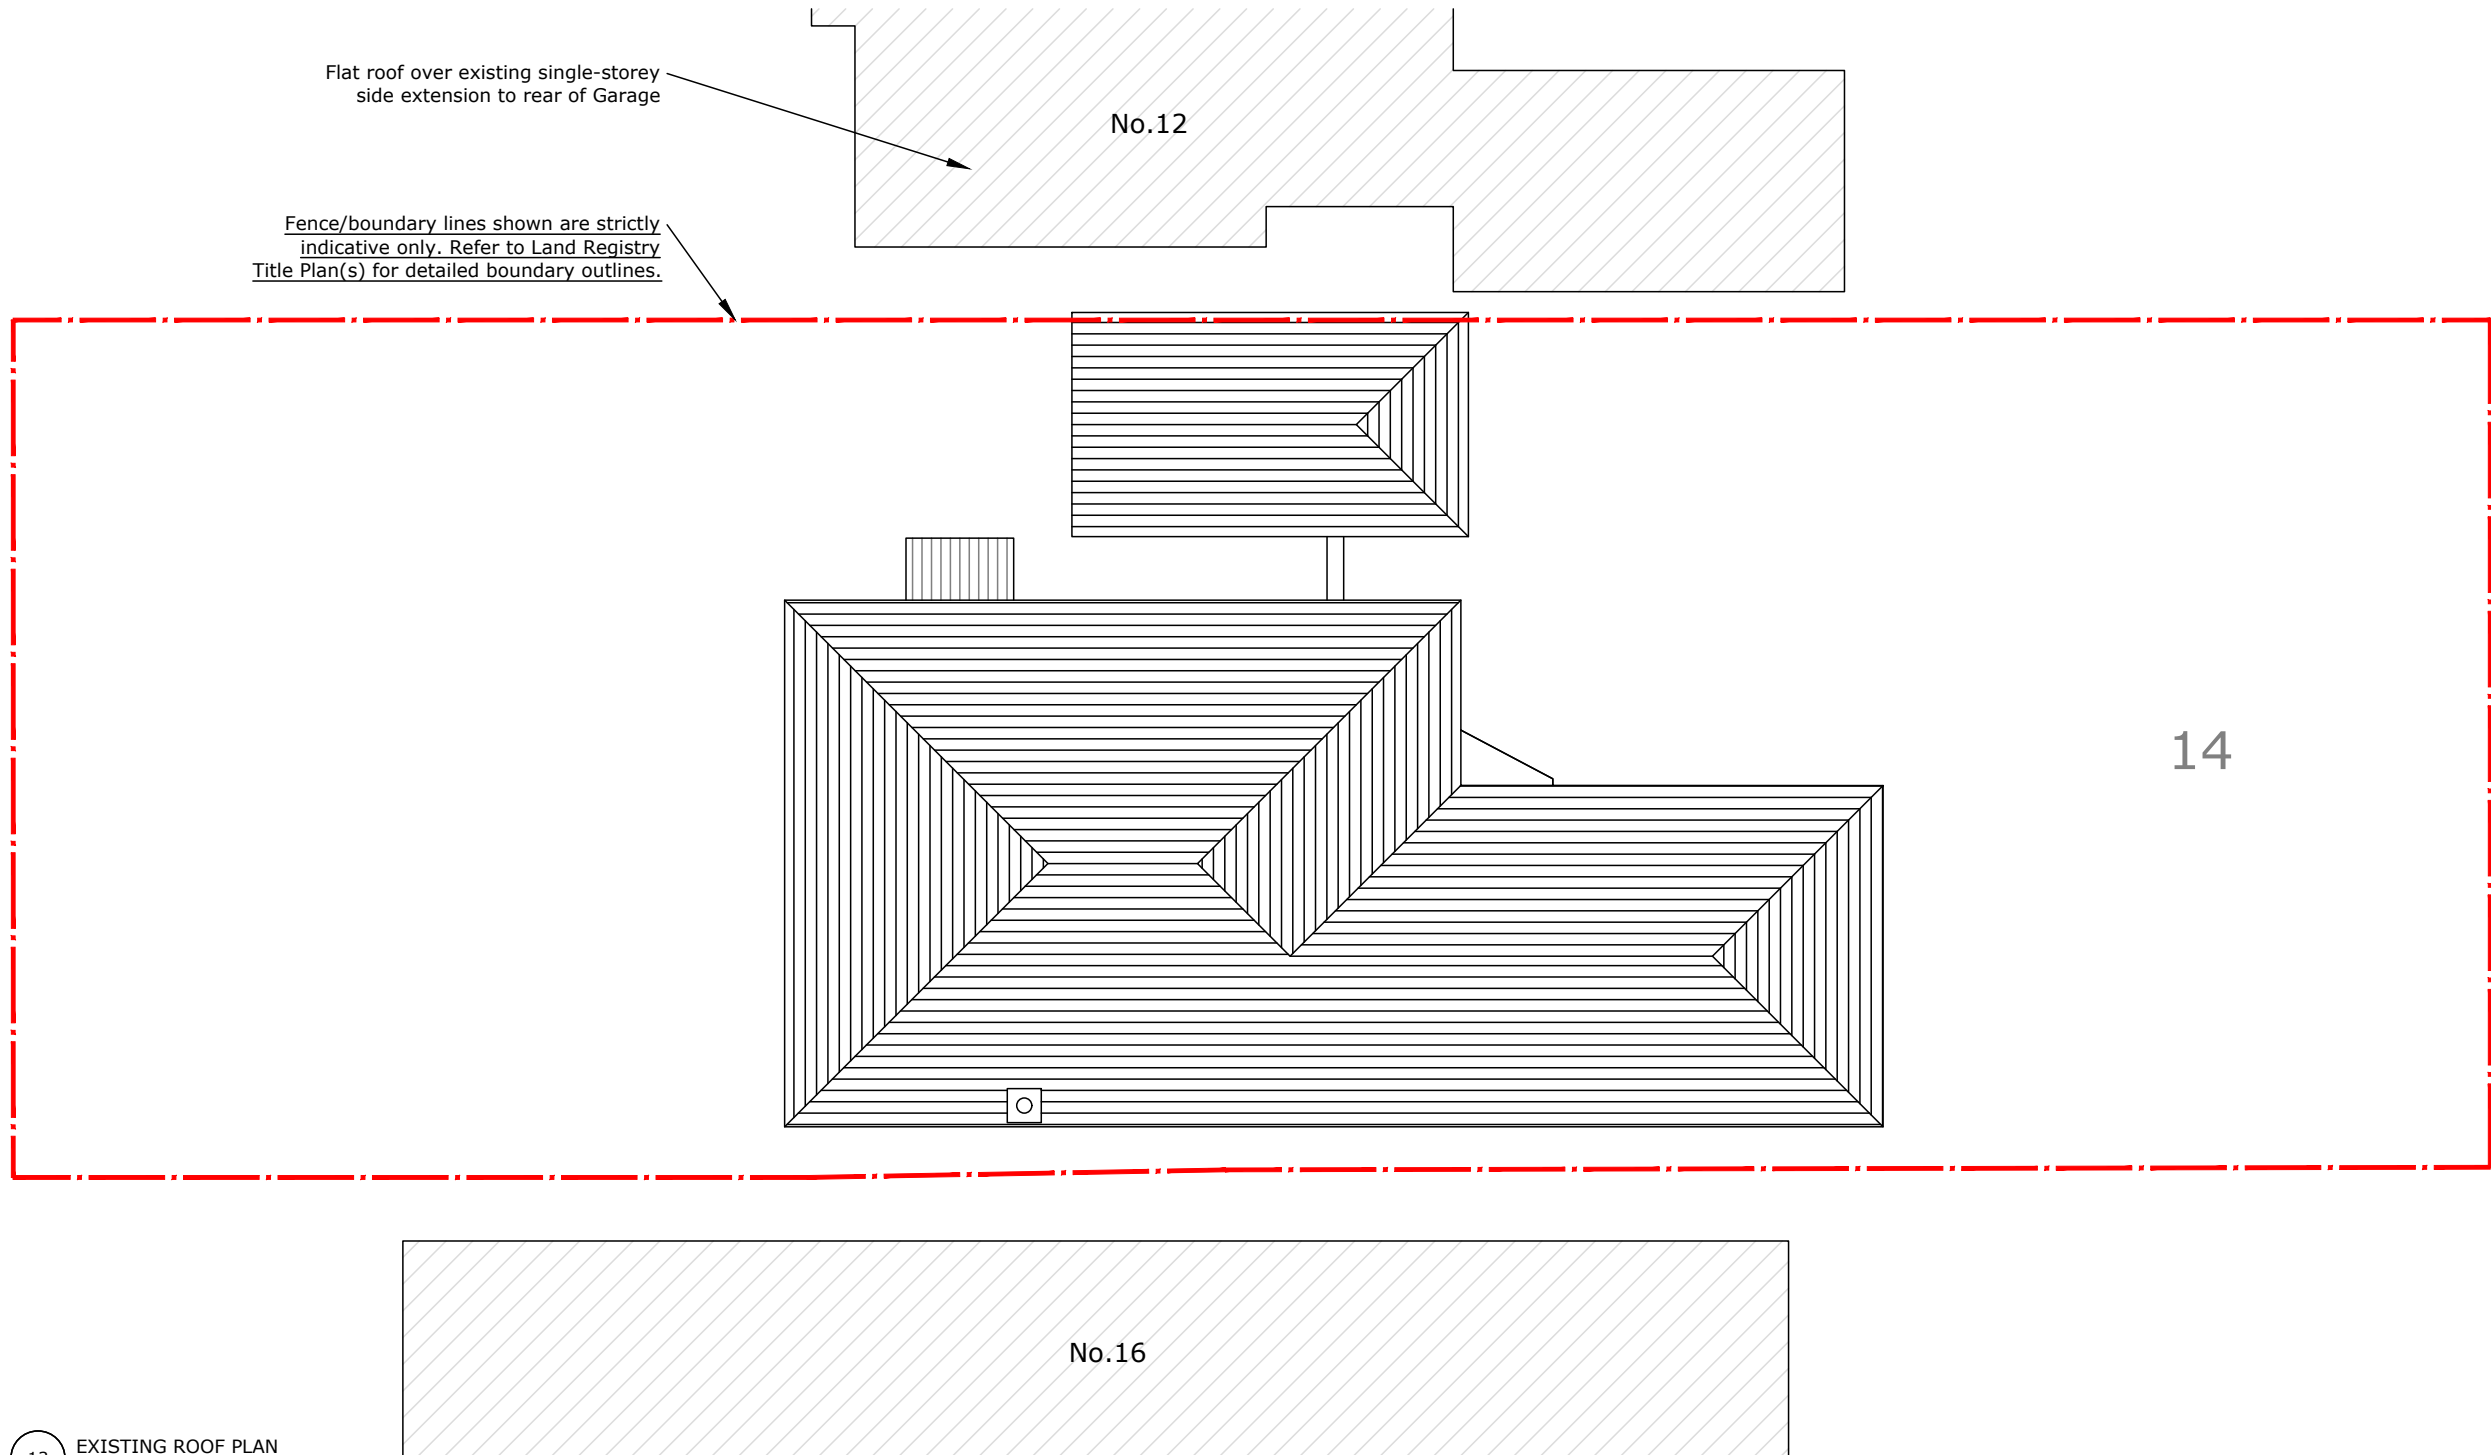 Flat roof over existing single-storey
side extension to rear of Garage
No.12
Fence/boundary lines shown are strictly
indicative only. Refer to Land Registry
Title Plan(s) for detailed boundary outlines.
14
No.16
EXISTING ROOF PLAN